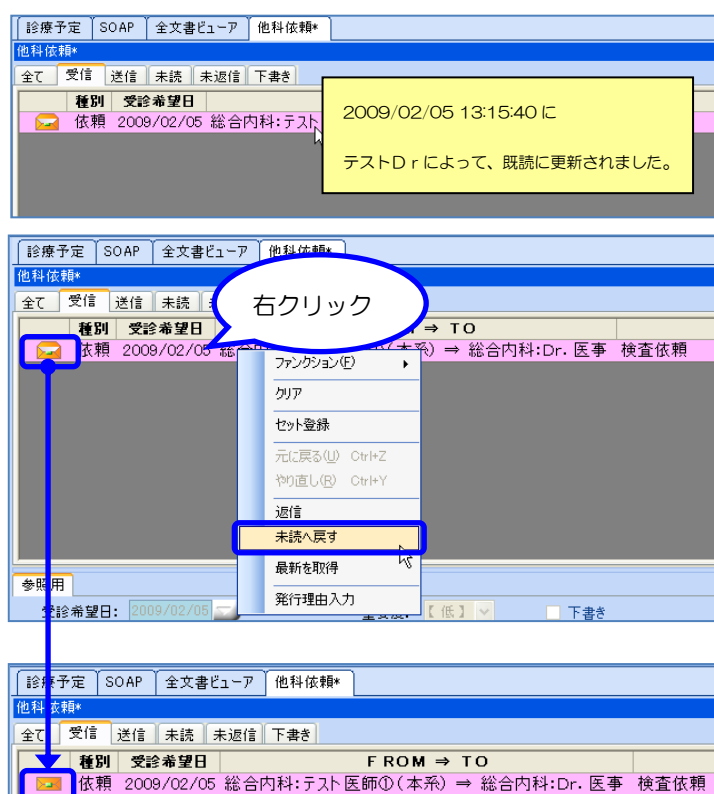 診療予定 SOAP 全文書ビューア 他科依頼*
他科依頼*
全て 受信 送信 未読 未返信 下書き
種別 受診希望日
依頼 2009/02/05 総合内科:テスト
2009/02/05 13:15:40 に
テストDrによって、既読に更新されました。
診療予定 SOAP 全文書ビューア 他科依頼*
他科依頼*
全て 受信 送信 未読
右クリック
種別 受診希望日 ⇒ TO
依頼 2009/02/05 総合 (本系) ⇒ 総合内科:Dr. 医事 検査依頼
ファンクション(F)
クリア
セット登録
元に戻る(U) Ctrl+Z
やり直し(R) Ctrl+Y
返信
未読へ戻す
最新を取得
発行理由入力
参照用
受診希望日: 2009/02/05 重要度: 【 低 】 下書き
診療予定 SOAP 全文書ビューア 他科依頼*
他科依頼*
全て 受信 送信 未読 未返信 下書き
種別 受診希望日 FROM ⇒ TO
依頼 2009/02/05 総合内科:テスト医師①(本系) ⇒ 総合内科:Dr. 医事 検査依頼